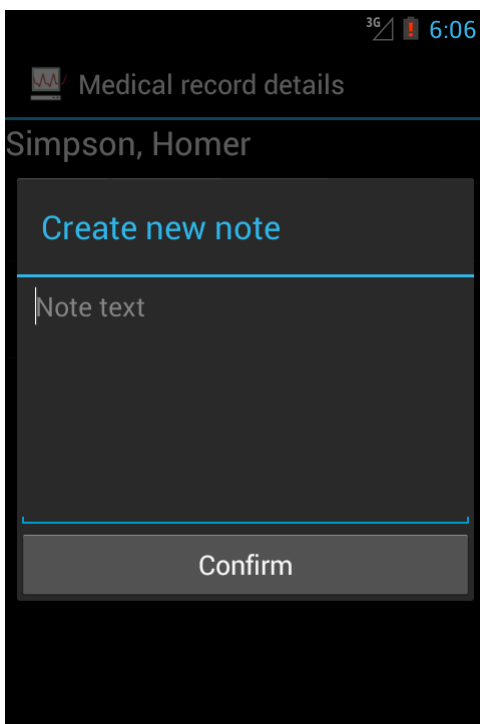 3G 6:06
Medical record details
Simpson, Homer
Create new note
Note text
Confirm